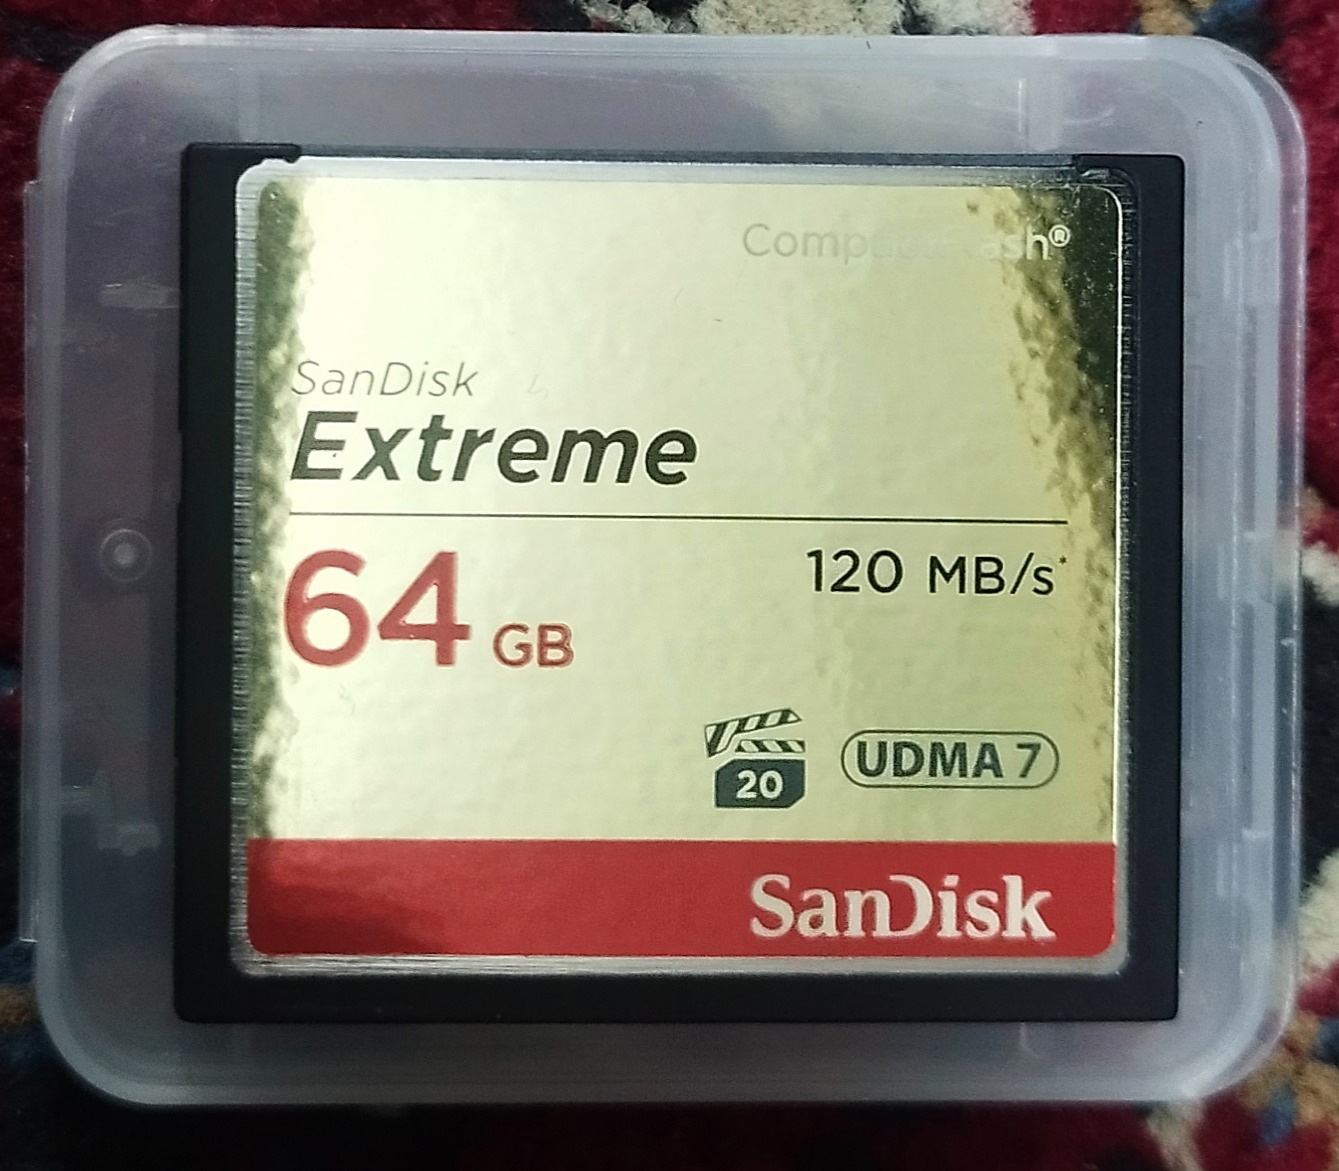 CompactFlash®
SanDisk
Extreme
64 GB
120 MB/s*
20
UDMA 7
SanDisk